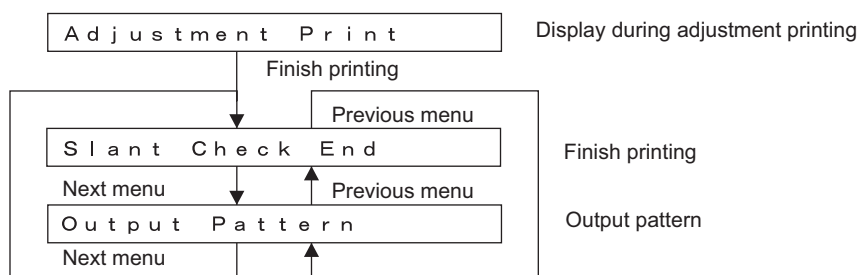 Adjustment Print
Display during adjustment printing
Finish printing
Previous menu
Slant Check End
Finish printing
Next menu
Previous menu
Output Pattern
Output pattern
Next menu